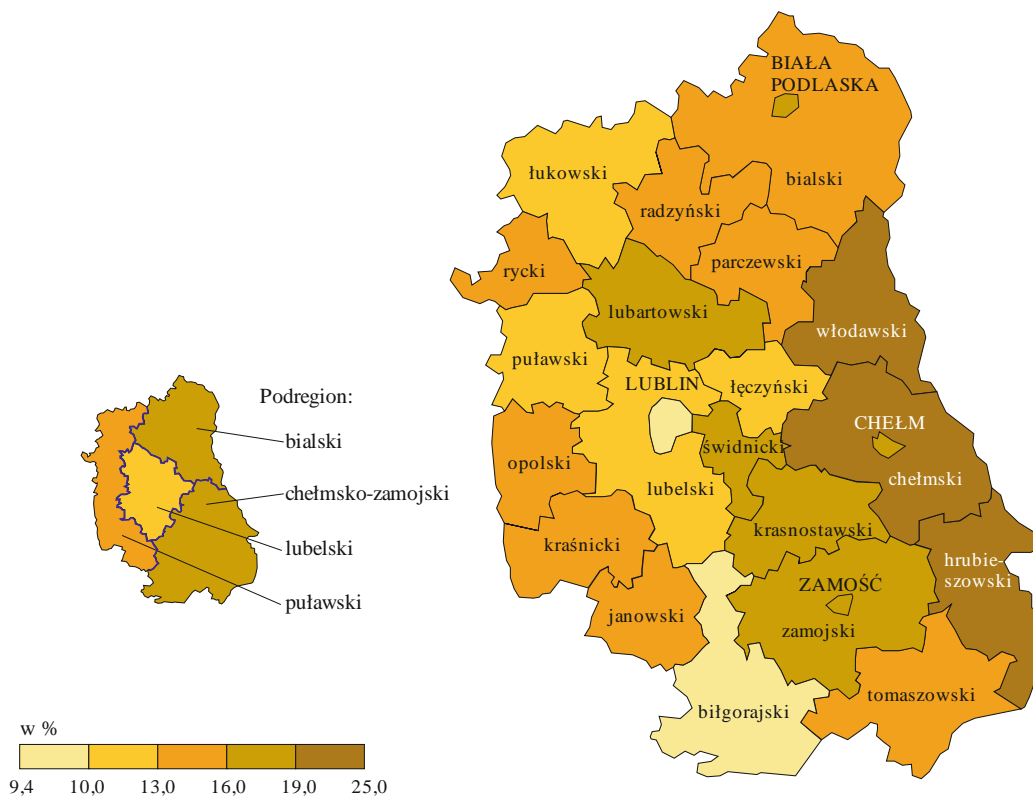 BIAŁA
PODLASKA
łukowski
bialski
radzyński
rycki
parczewski
lubartowski
włodawski
puławski
LUBLIN
łęczyński
CHEŁM
świdnicki
opolski
chełmski
lubelski
krasnostawski
kraśnicki
hrubie-
szowski
ZAMOŚĆ
janowski
zamojski
tomaszowski
biłgorajski
Podregion:
bialski
chełmsko-zamojski
lubelski
puławski
w %
9,4 10,0 13,0 16,0 19,0 25,0